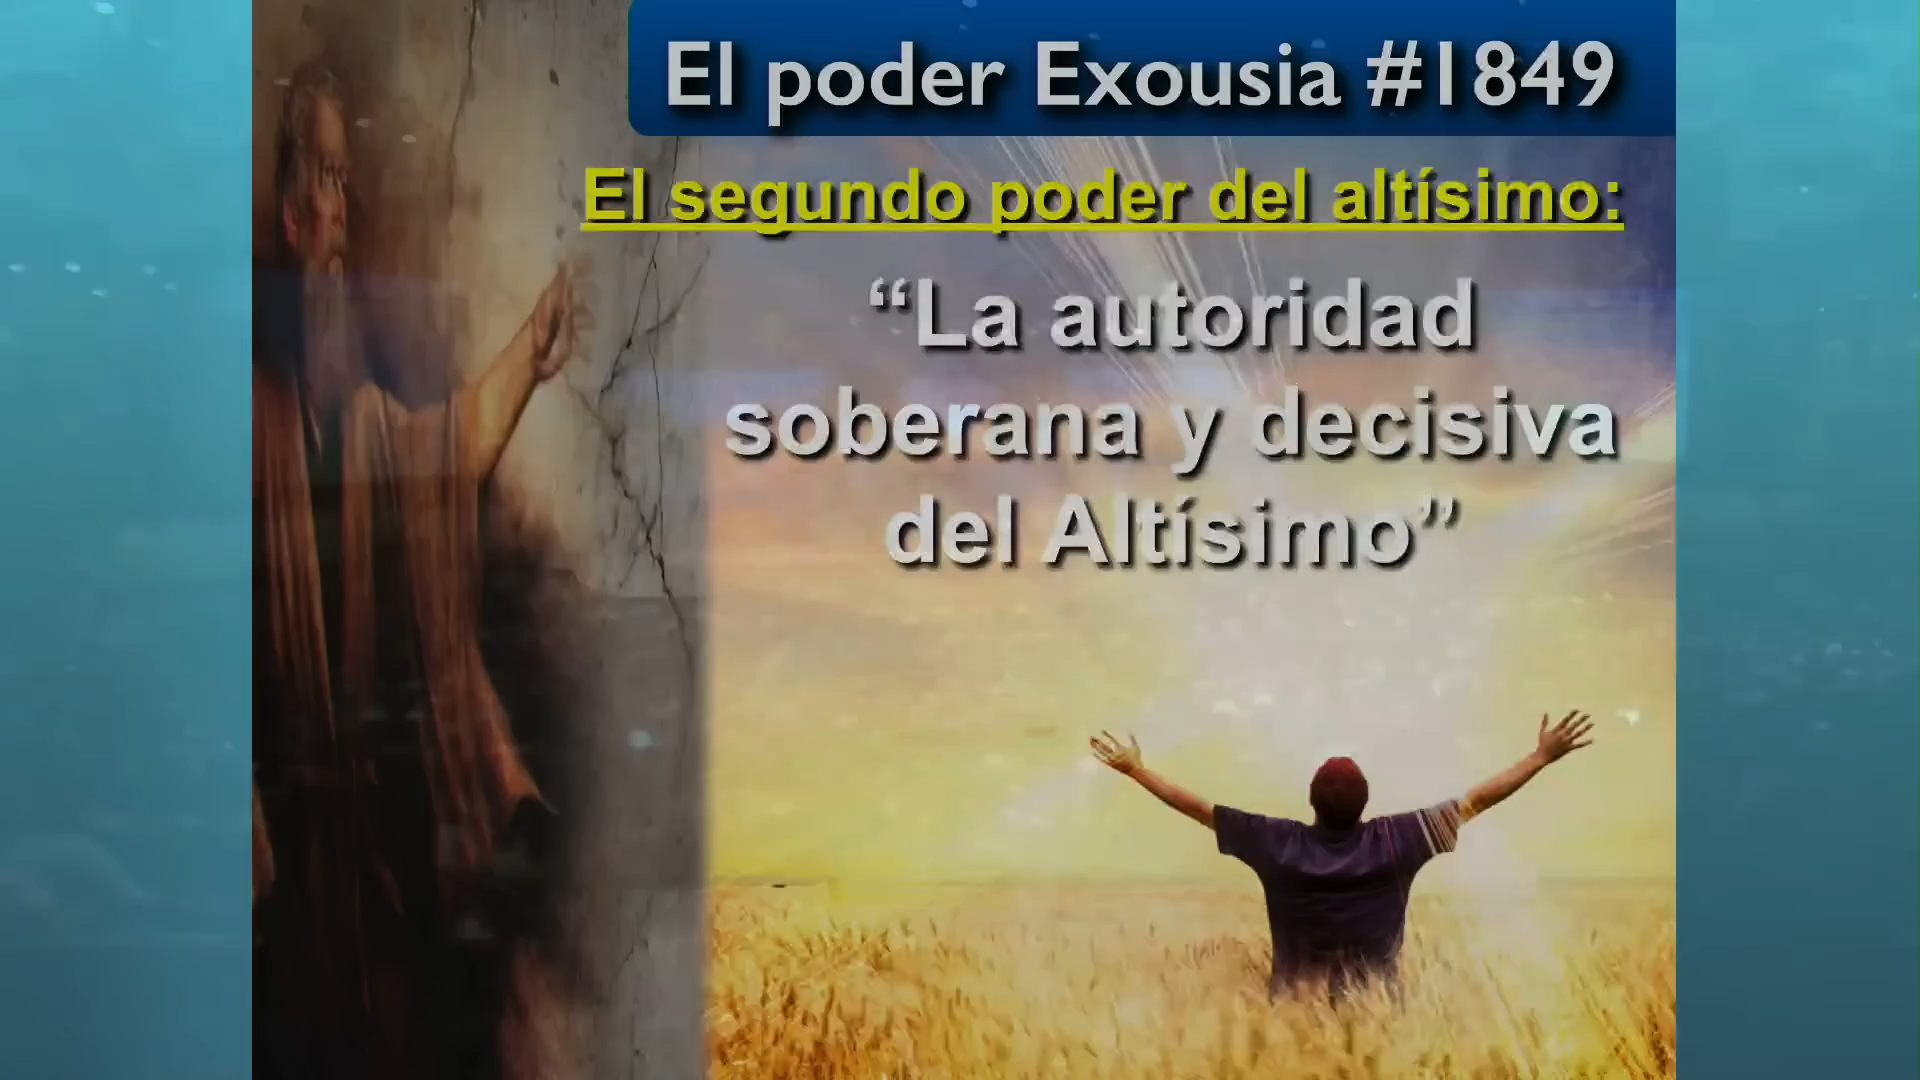 El poder Exousia #1849
El segundo poder del altísimo:
“La autoridad
soberana y decisiva
del Altísimo”